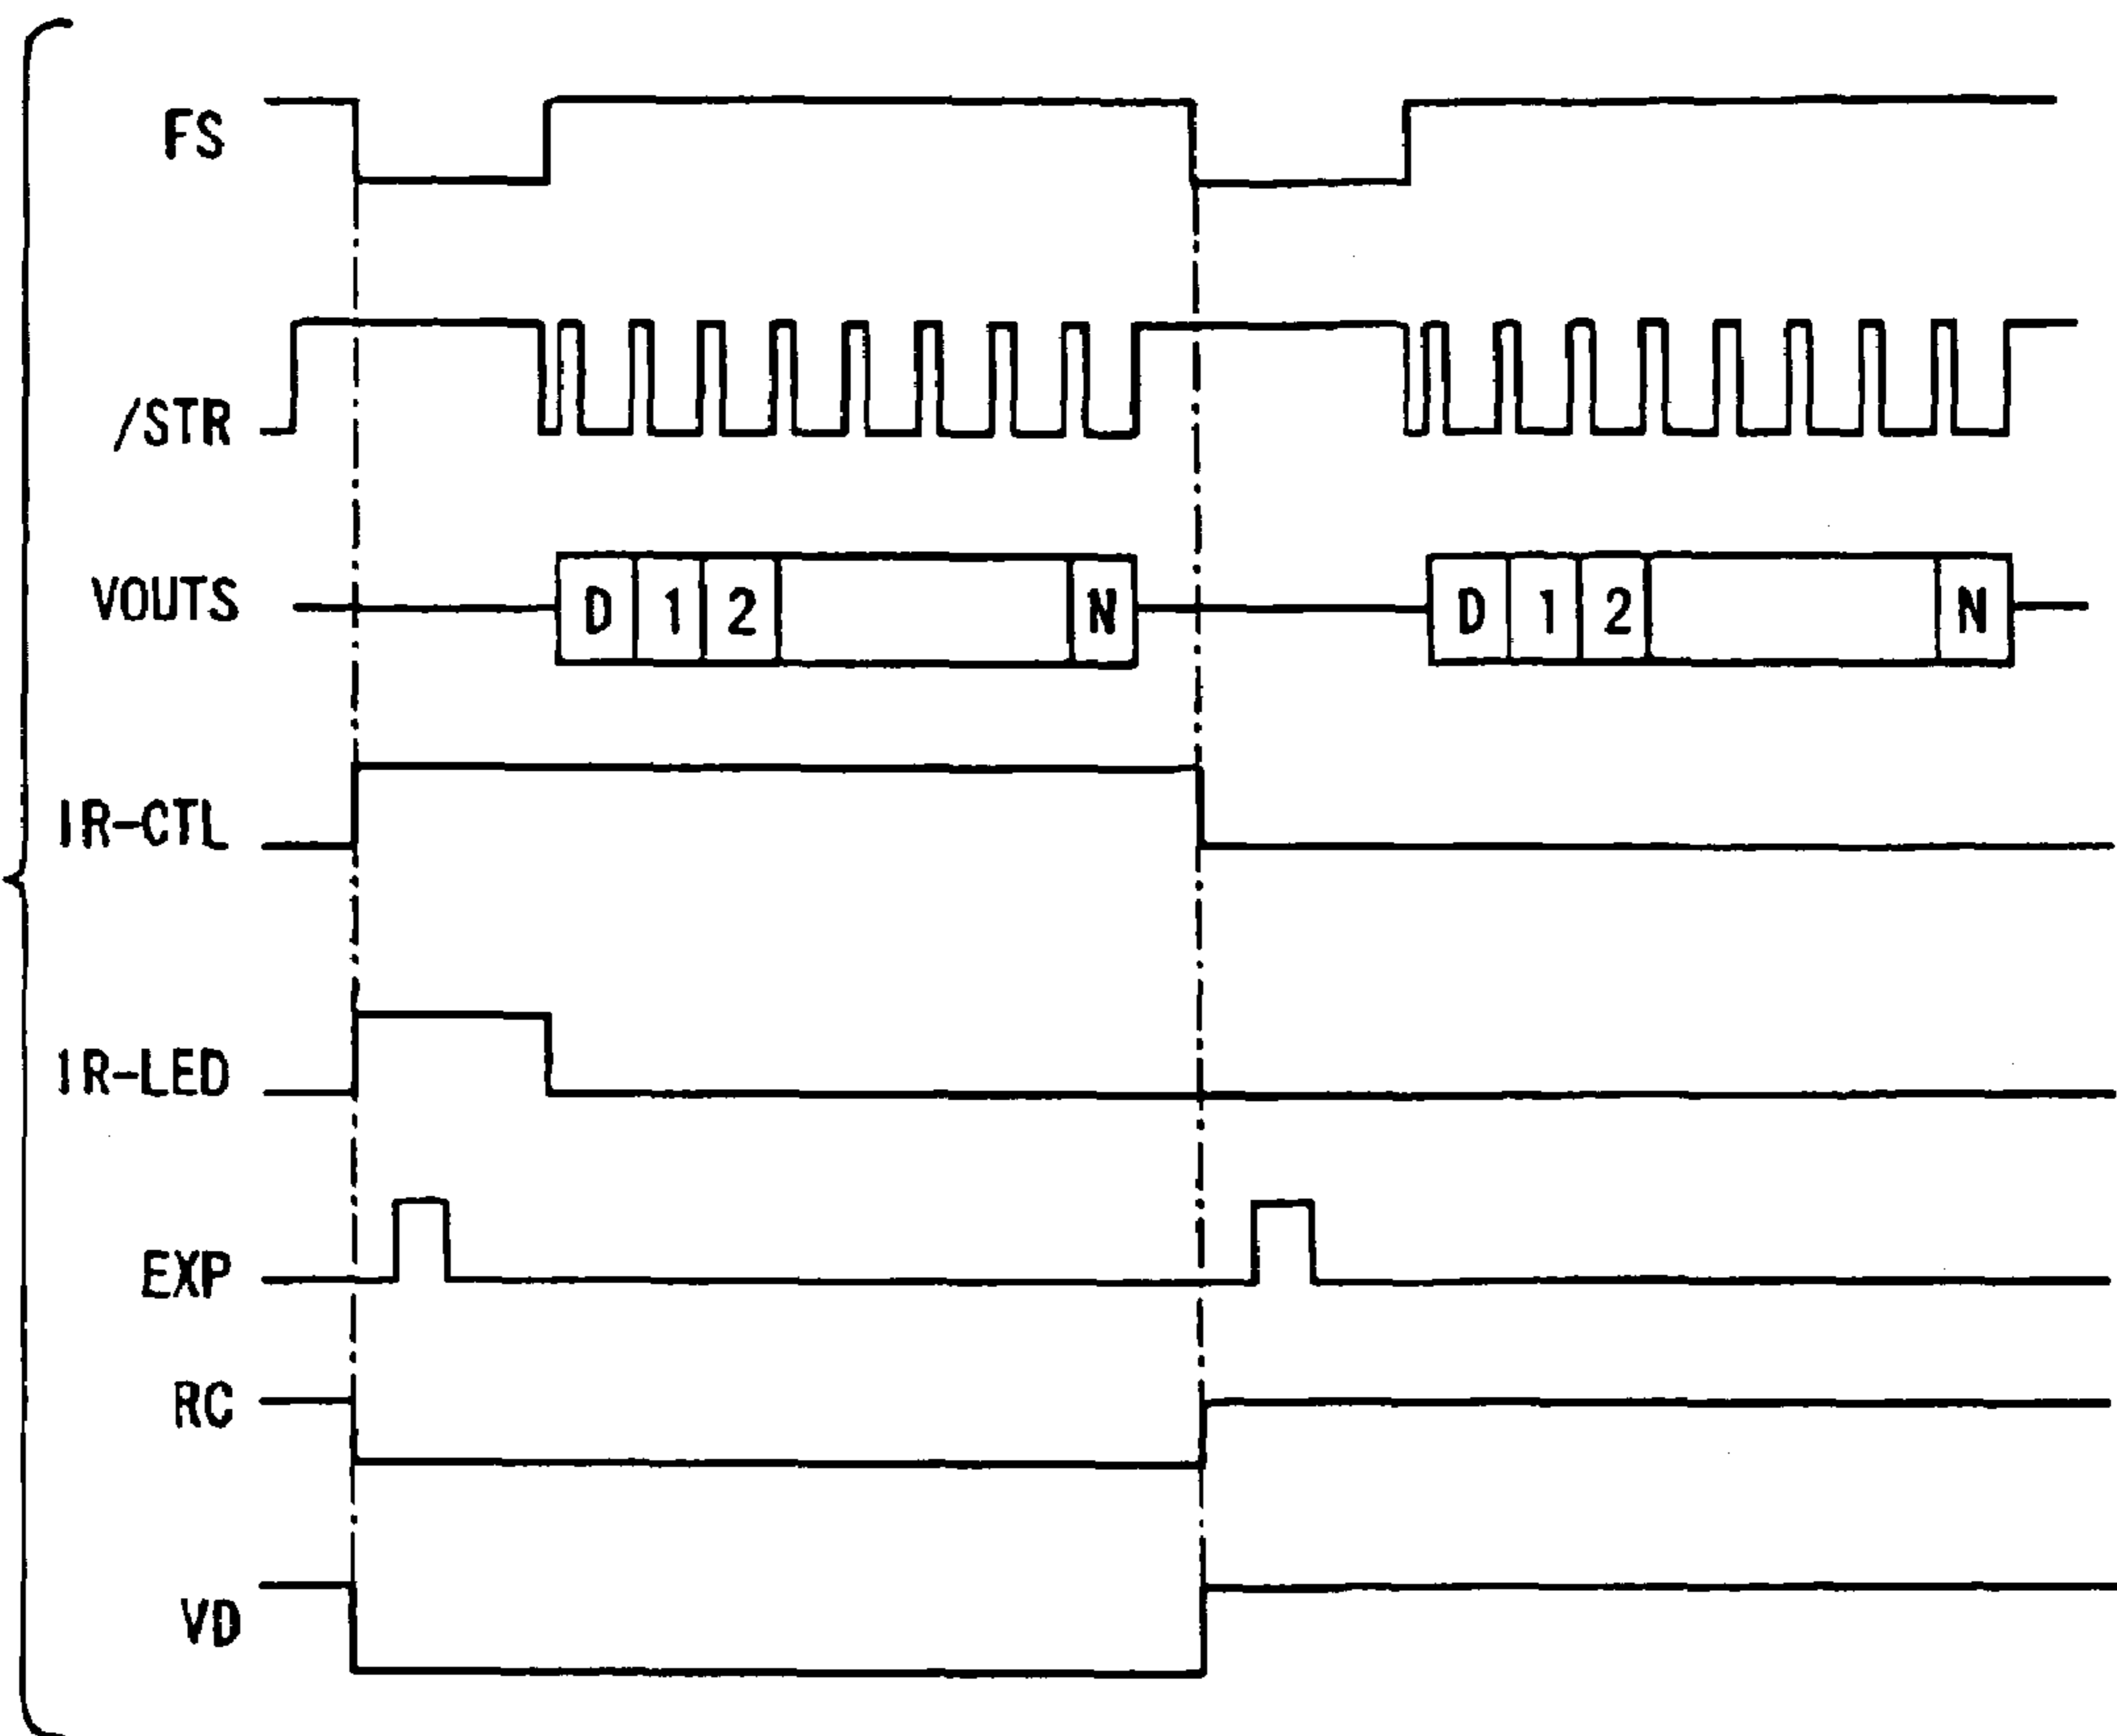 FS
/STR
VOUTS D 1 2 N D 1 2 N
IR-CTL
IR-LED
EXP
RC
VD